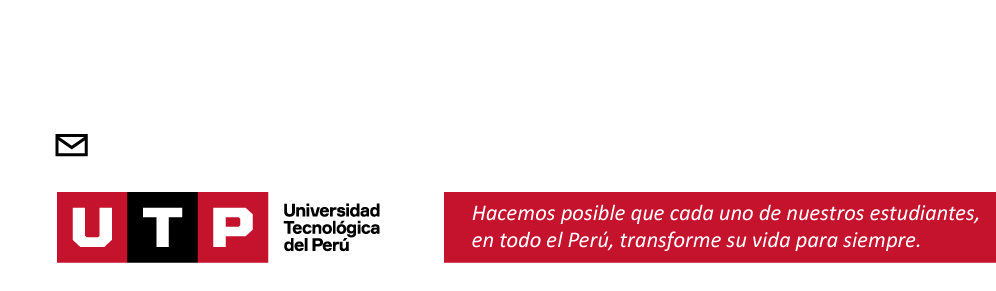 UTP
Universidad
Tecnológica
del Perú
Hacemos posible que cada uno de nuestros estudiantes,
en todo el Perú, transforme su vida para siempre.